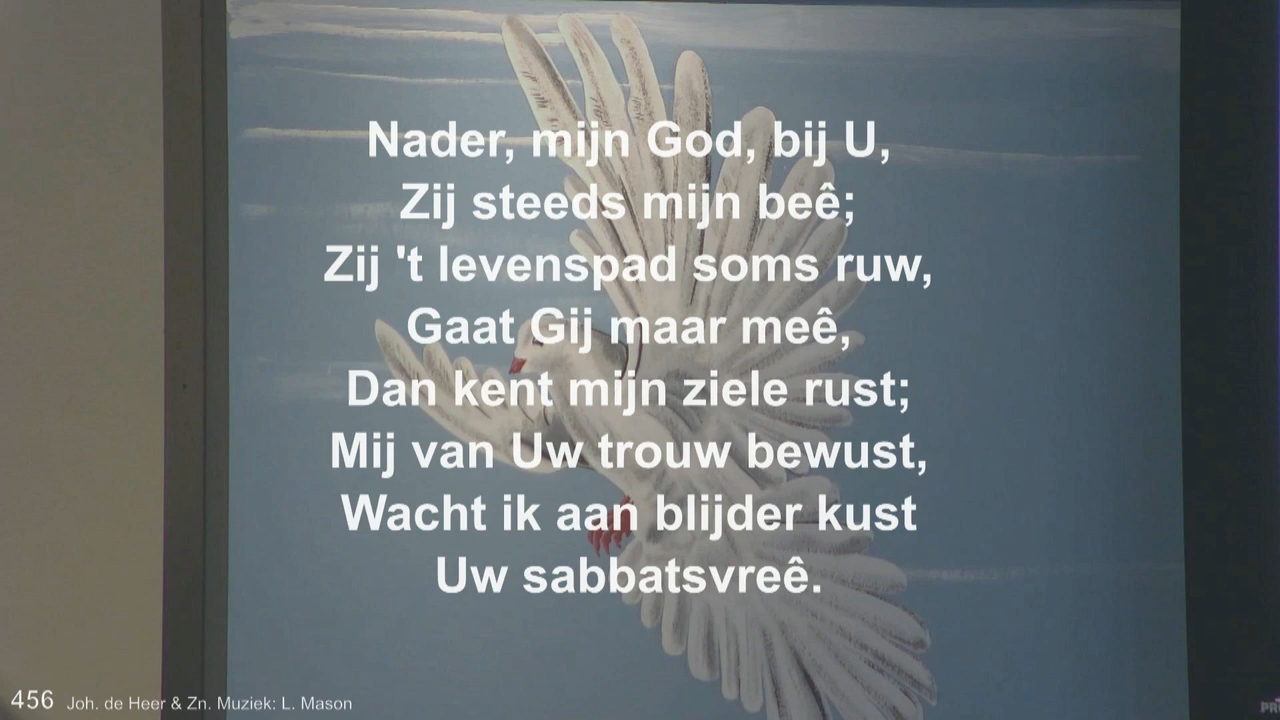 Nader, mijn God, bij U,
Zij steeds mijn beê;
Zij 't levenspad soms ruw,
Gaat Gij maar meê,
Dan kent mijn ziele rust;
Mij van Uw trouw bewust,
Wacht ik aan blijder kust
Uw sabbatsvreê.
456 Joh. de Heer & Zn. Muziek: L. Mason